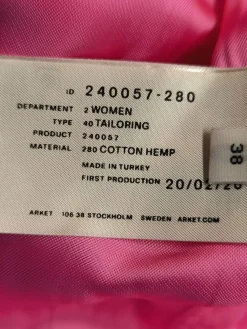 ID 240057-280
DEPARTMENT 2 WOMEN
TYPE 40 TAILORING
PRODUCT 240057
MATERIAL 280 COTTON HEMP
MADE IN TURKEY
FIRST PRODUCTION 20/02/20
38
ARKET 106 38 STOCKHOLM SWEDEN ARKET.COM